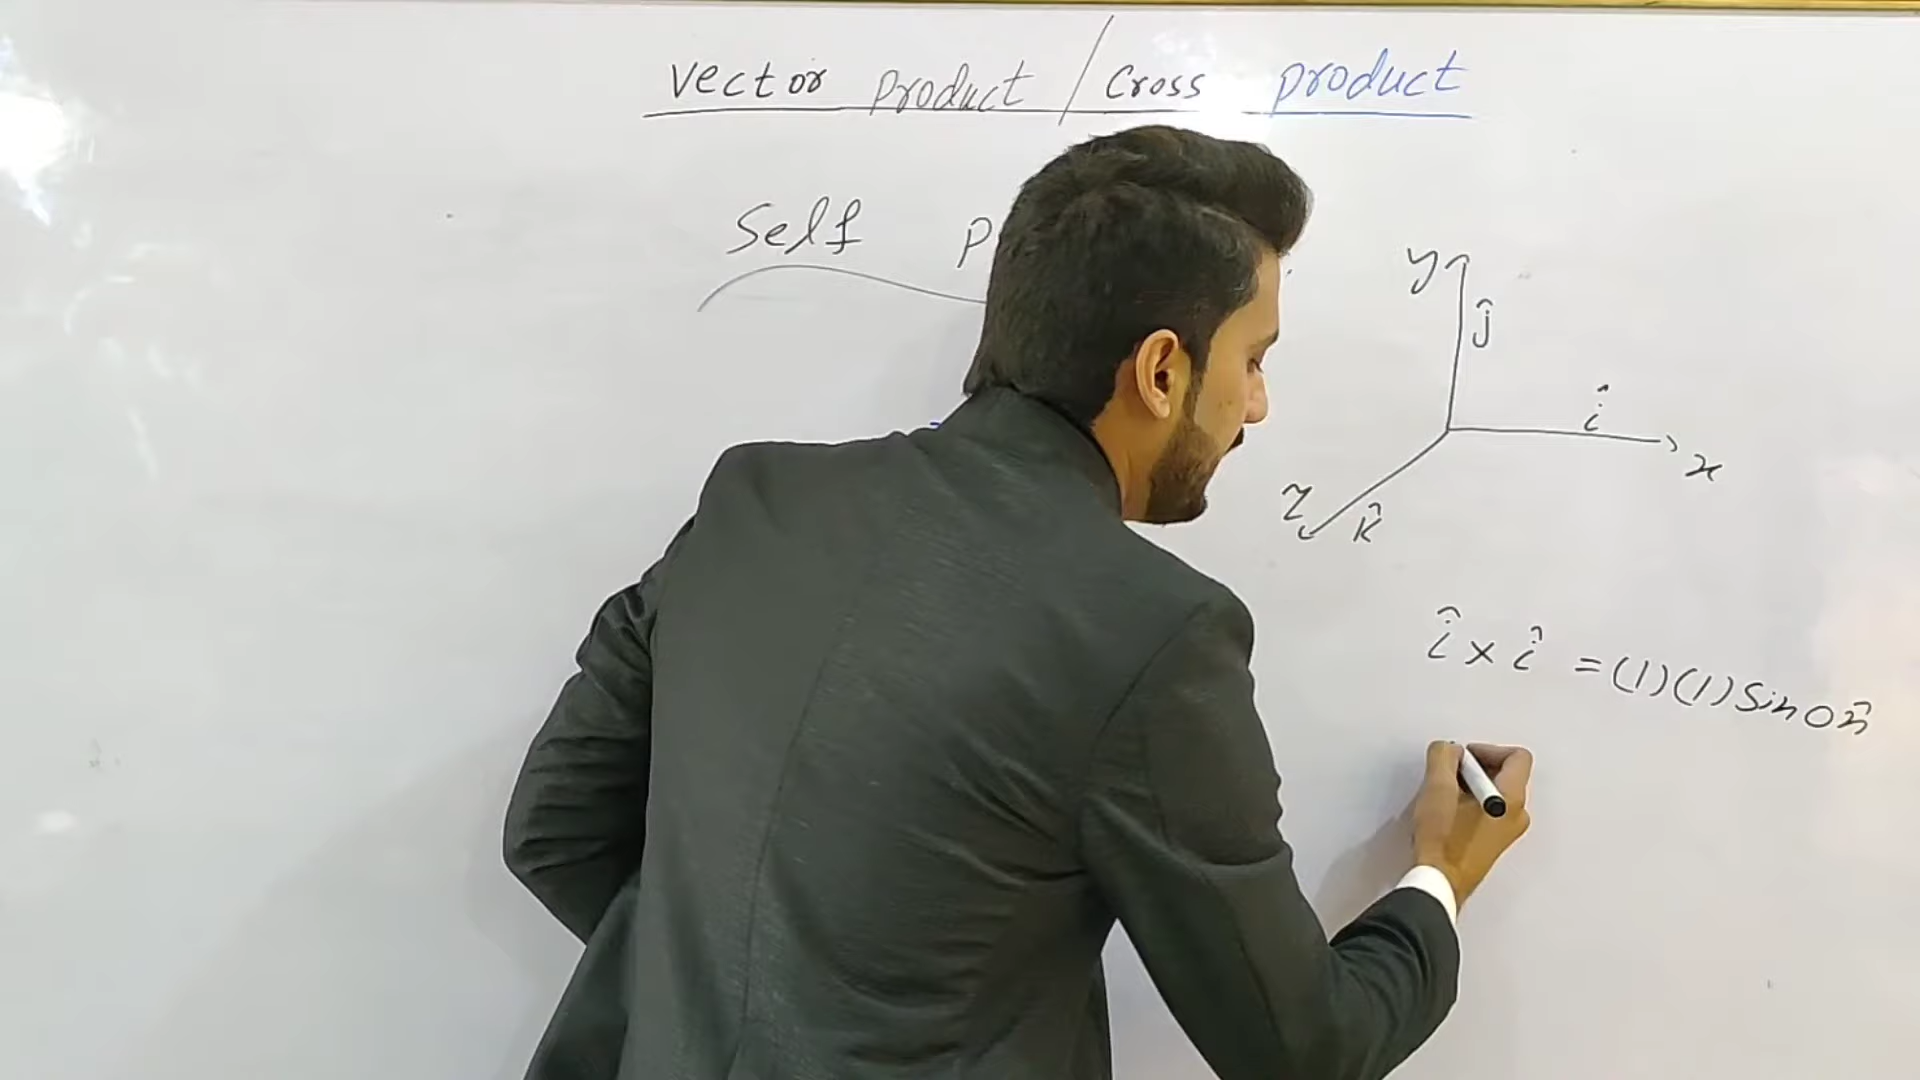 Vector product / Cross product
Self
y
ĵ
î
x
z
k̂
î × î = (1)(1) Sin 0 n̂